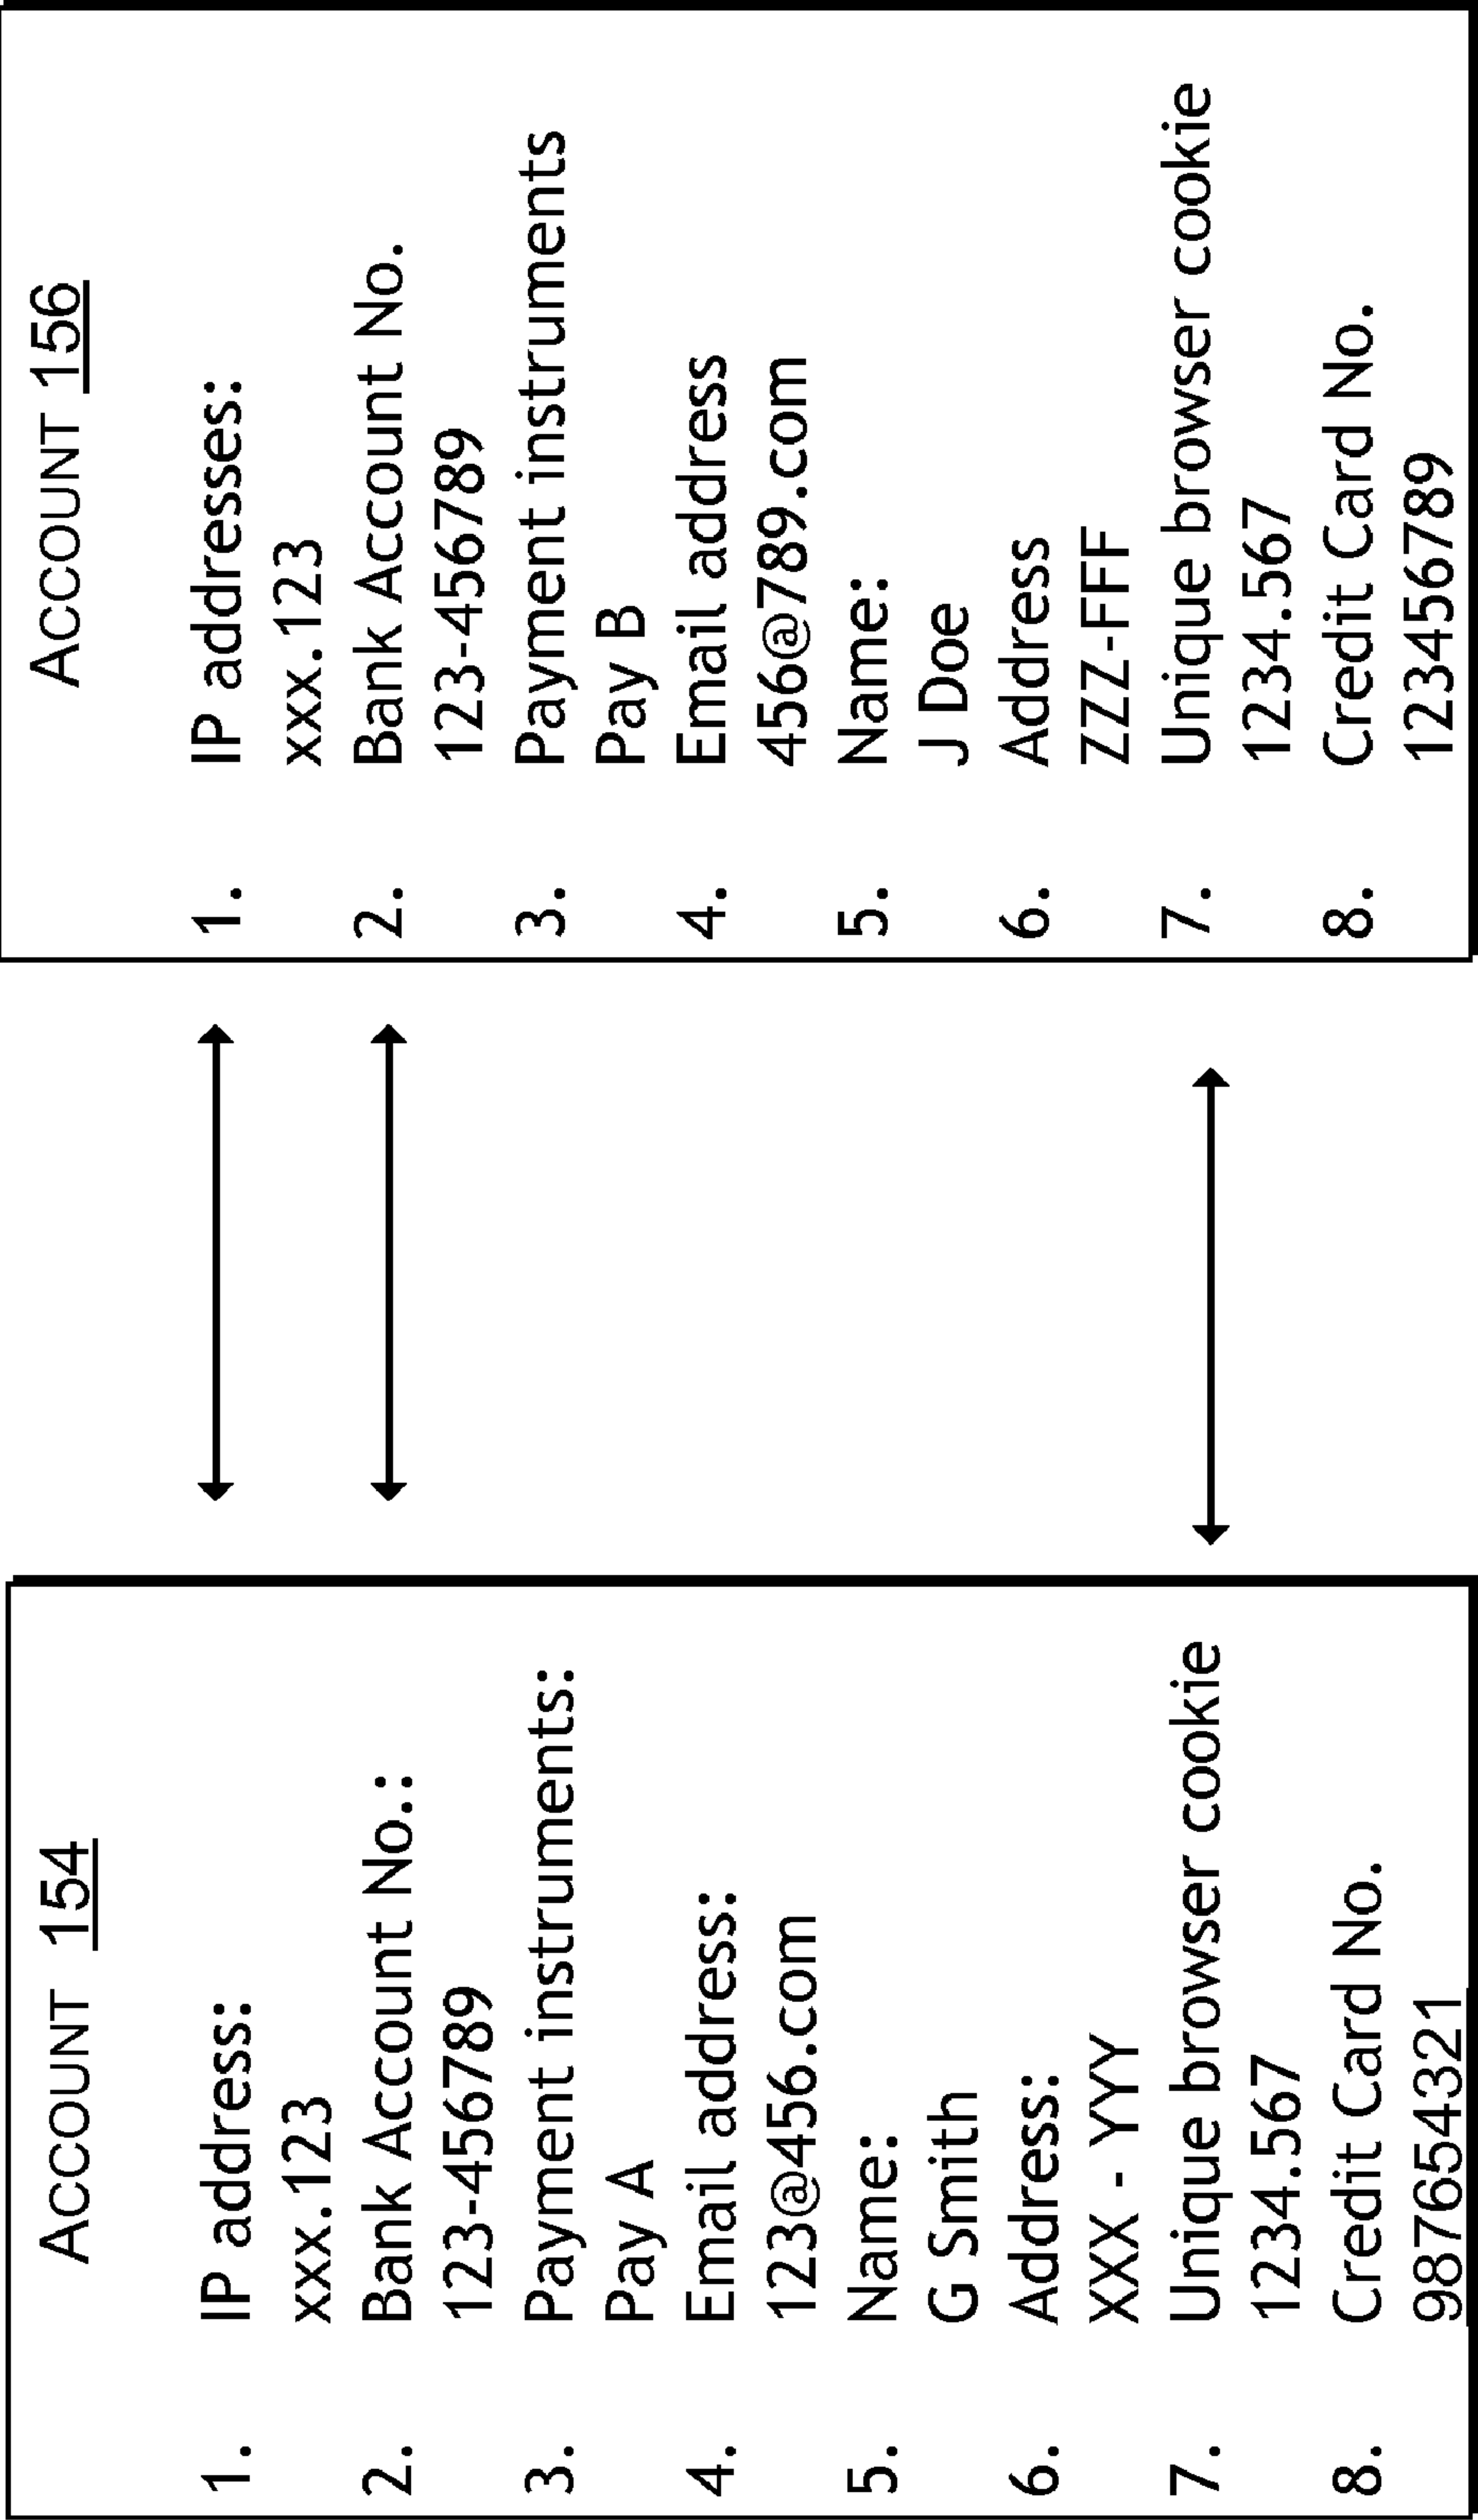 ACCOUNT 154
1. IP address:
xxx.123
2. Bank Account No.:
123-456789
3. Payment instruments:
Pay A
4. Email address:
123@456.com
5. Name:
G Smith
6. Address:
XXX - YYY
7. Unique browser cookie
1234.567
8. Credit Card No.
987654321
ACCOUNT 156
1. IP addresses:
xxx.123
2. Bank Account No.
123-456789
3. Payment instruments
Pay B
4. Email address
456@789.com
5. Name:
J Doe
6. Address
ZZZ-FFF
7. Unique browser cookie
1234.567
8. Credit Card No.
123456789